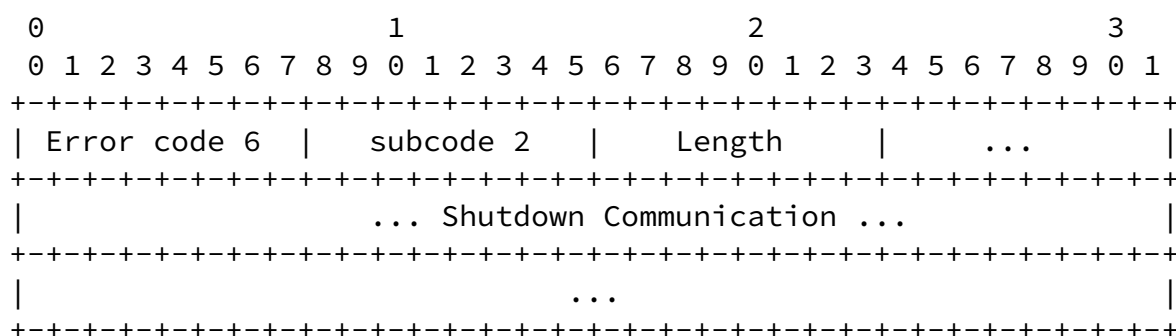 0                   1                   2                   3
 0 1 2 3 4 5 6 7 8 9 0 1 2 3 4 5 6 7 8 9 0 1 2 3 4 5 6 7 8 9 0 1
+-+-+-+-+-+-+-+-+-+-+-+-+-+-+-+-+-+-+-+-+-+-+-+-+-+-+-+-+-+-+-+-+
| Error code 6  |   subcode 2   |    Length     |     ...       |
+-+-+-+-+-+-+-+-+-+-+-+-+-+-+-+-+-+-+-+-+-+-+-+-+-+-+-+-+-+-+-+-+
|                   ... Shutdown Communication ...              |
+-+-+-+-+-+-+-+-+-+-+-+-+-+-+-+-+-+-+-+-+-+-+-+-+-+-+-+-+-+-+-+-+
|                              ...                              |
+-+-+-+-+-+-+-+-+-+-+-+-+-+-+-+-+-+-+-+-+-+-+-+-+-+-+-+-+-+-+-+-+